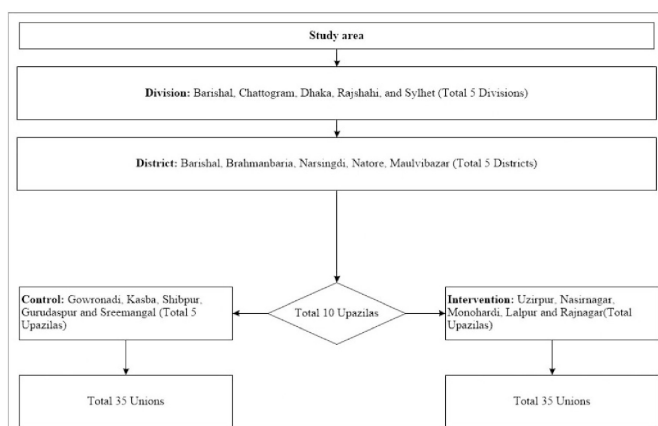 Study area
Division: Barishal, Chattogram, Dhaka, Rajshahi, and Sylhet (Total 5 Divisions)
District: Barishal, Brahmanbaria, Narsingdi, Natore, Maulvibazar (Total 5 Districts)
Total 10 Upazilas
Control: Gowronadi, Kasba, Shibpur,
Gurudaspur and Sreemangal (Total 5
Upazilas)
Intervention: Uzirpur, Nasirnagar,
Monohardi, Lalpur and Rajnagar(Total
Upazilas)
Total 35 Unions
Total 35 Unions